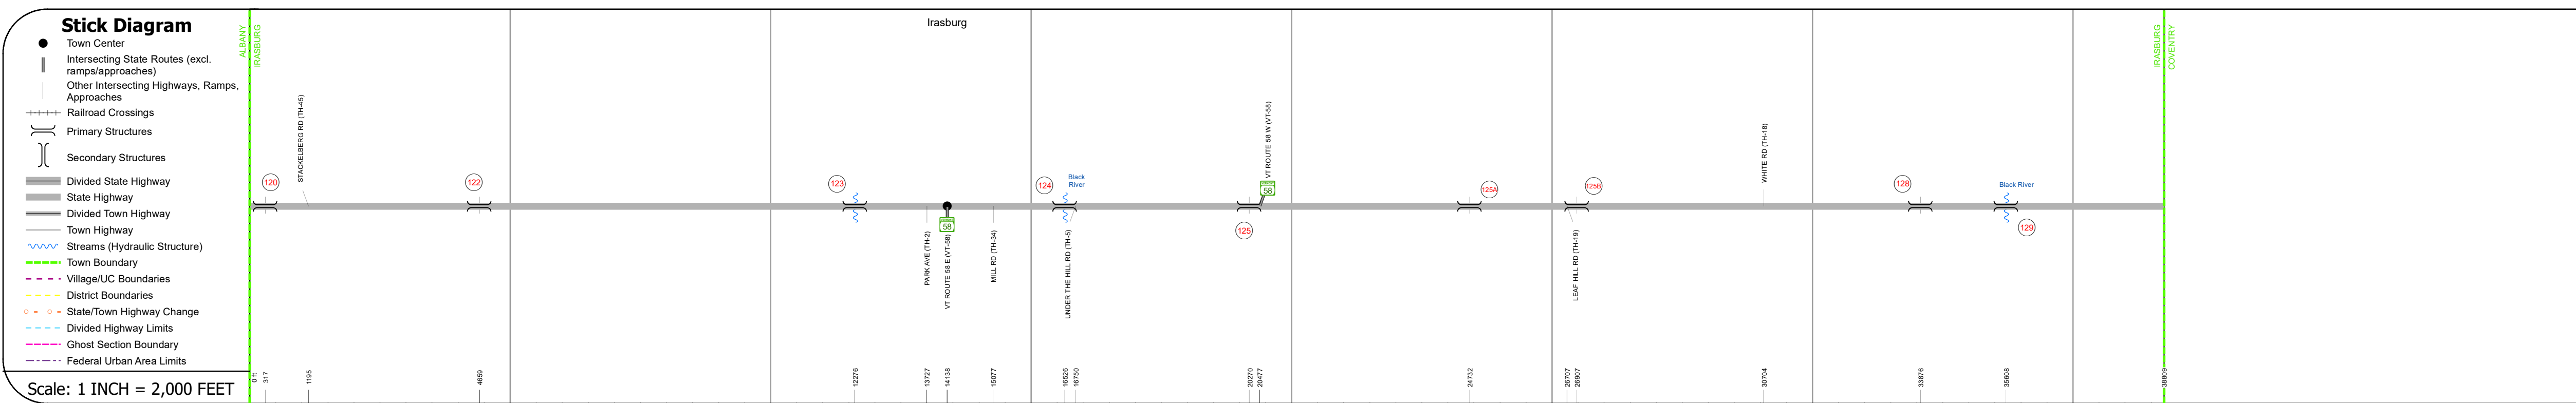 Stick Diagram
Town Center
Intersecting State Routes (excl.
ramps/approaches)
Other Intersecting Highways, Ramps,
Approaches
Railroad Crossings
Primary Structures
Secondary Structures
Divided State Highway
State Highway
Divided Town Highway
Town Highway
Streams (Hydraulic Structure)
Town Boundary
Village/UC Boundaries
District Boundaries
State/Town Highway Change
Divided Highway Limits
Ghost Section Boundary
Federal Urban Area Limits
Scale: 1 INCH = 2,000 FEET
Irasburg
ALBANY
IRASBURG
IRASBURG
COVENTRY
120
STACKELBERG RD (TH-45)
122
123
PARK AVE (TH-2)
58
VT ROUTE 58 E (VT-58)
MILL RD (TH-34)
124
Black
River
UNDER THE HILL RD (TH-5)
125
58
VT ROUTE 58 W (VT-58)
125A
125B
LEAF HILL RD (TH-19)
WHITE RD (TH-18)
128
Black River
129
0 ft
317
1195
4659
12276
13727
14138
15077
16526
16750
20270
20477
24732
26707
26907
30704
33876
35608
38809